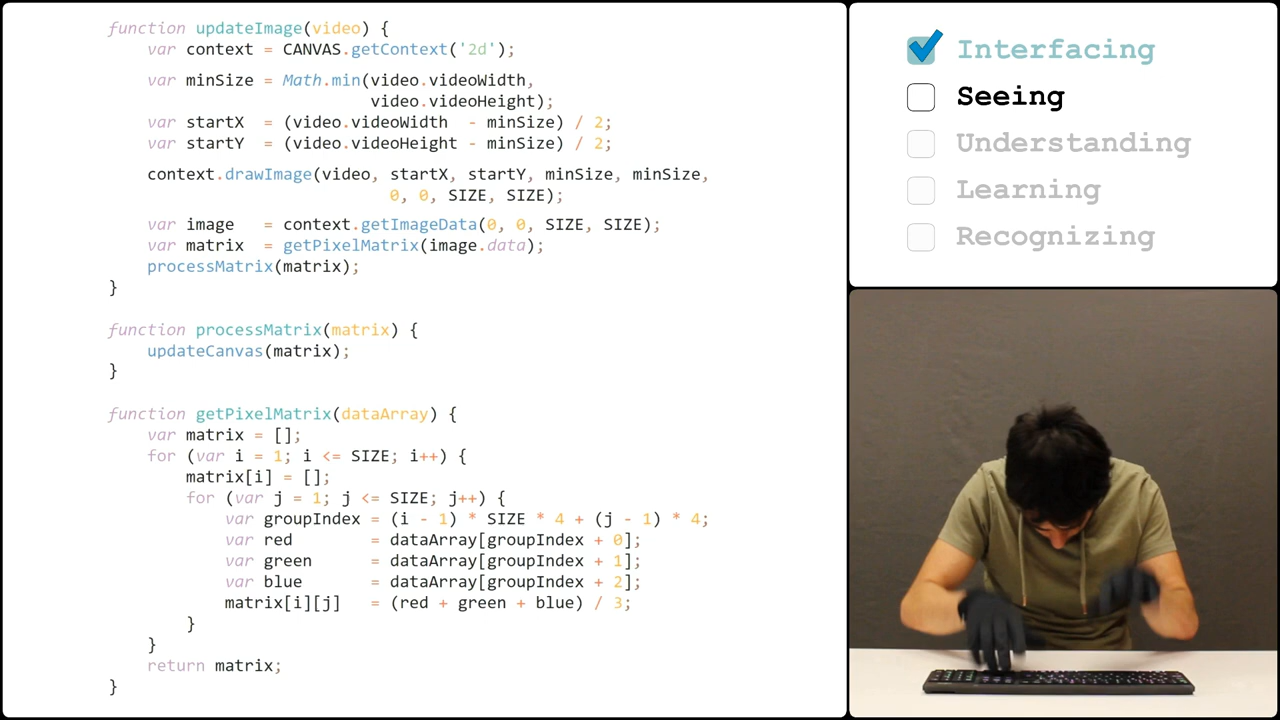 function updateImage(video) {
    var context = CANVAS.getContext('2d');
    var minSize = Math.min(video.videoWidth,
                           video.videoHeight);
    var startX  = (video.videoWidth  - minSize) / 2;
    var startY  = (video.videoHeight - minSize) / 2;
    context.drawImage(video, startX, startY, minSize, minSize,
                             0, 0, SIZE, SIZE);
    var image   = context.getImageData(0, 0, SIZE, SIZE);
    var matrix  = getPixelMatrix(image.data);
    processMatrix(matrix);
}
function processMatrix(matrix) {
    updateCanvas(matrix);
}
function getPixelMatrix(dataArray) {
    var matrix = [];
    for (var i = 1; i <= SIZE; i++) {
        matrix[i] = [];
        for (var j = 1; j <= SIZE; j++) {
            var groupIndex = (i - 1) * SIZE * 4 + (j - 1) * 4;
            var red        = dataArray[groupIndex + 0];
            var green      = dataArray[groupIndex + 1];
            var blue       = dataArray[groupIndex + 2];
            matrix[i][j]   = (red + green + blue) / 3;
        }
    }
    return matrix;
}
Interfacing
Seeing
Understanding
Learning
Recognizing